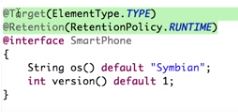 @Target(ElementType.TYPE)
@Retention(RetentionPolicy.RUNTIME)
@interface SmartPhone
{
    String os() default "Symbian";
    int version() default 1;
}